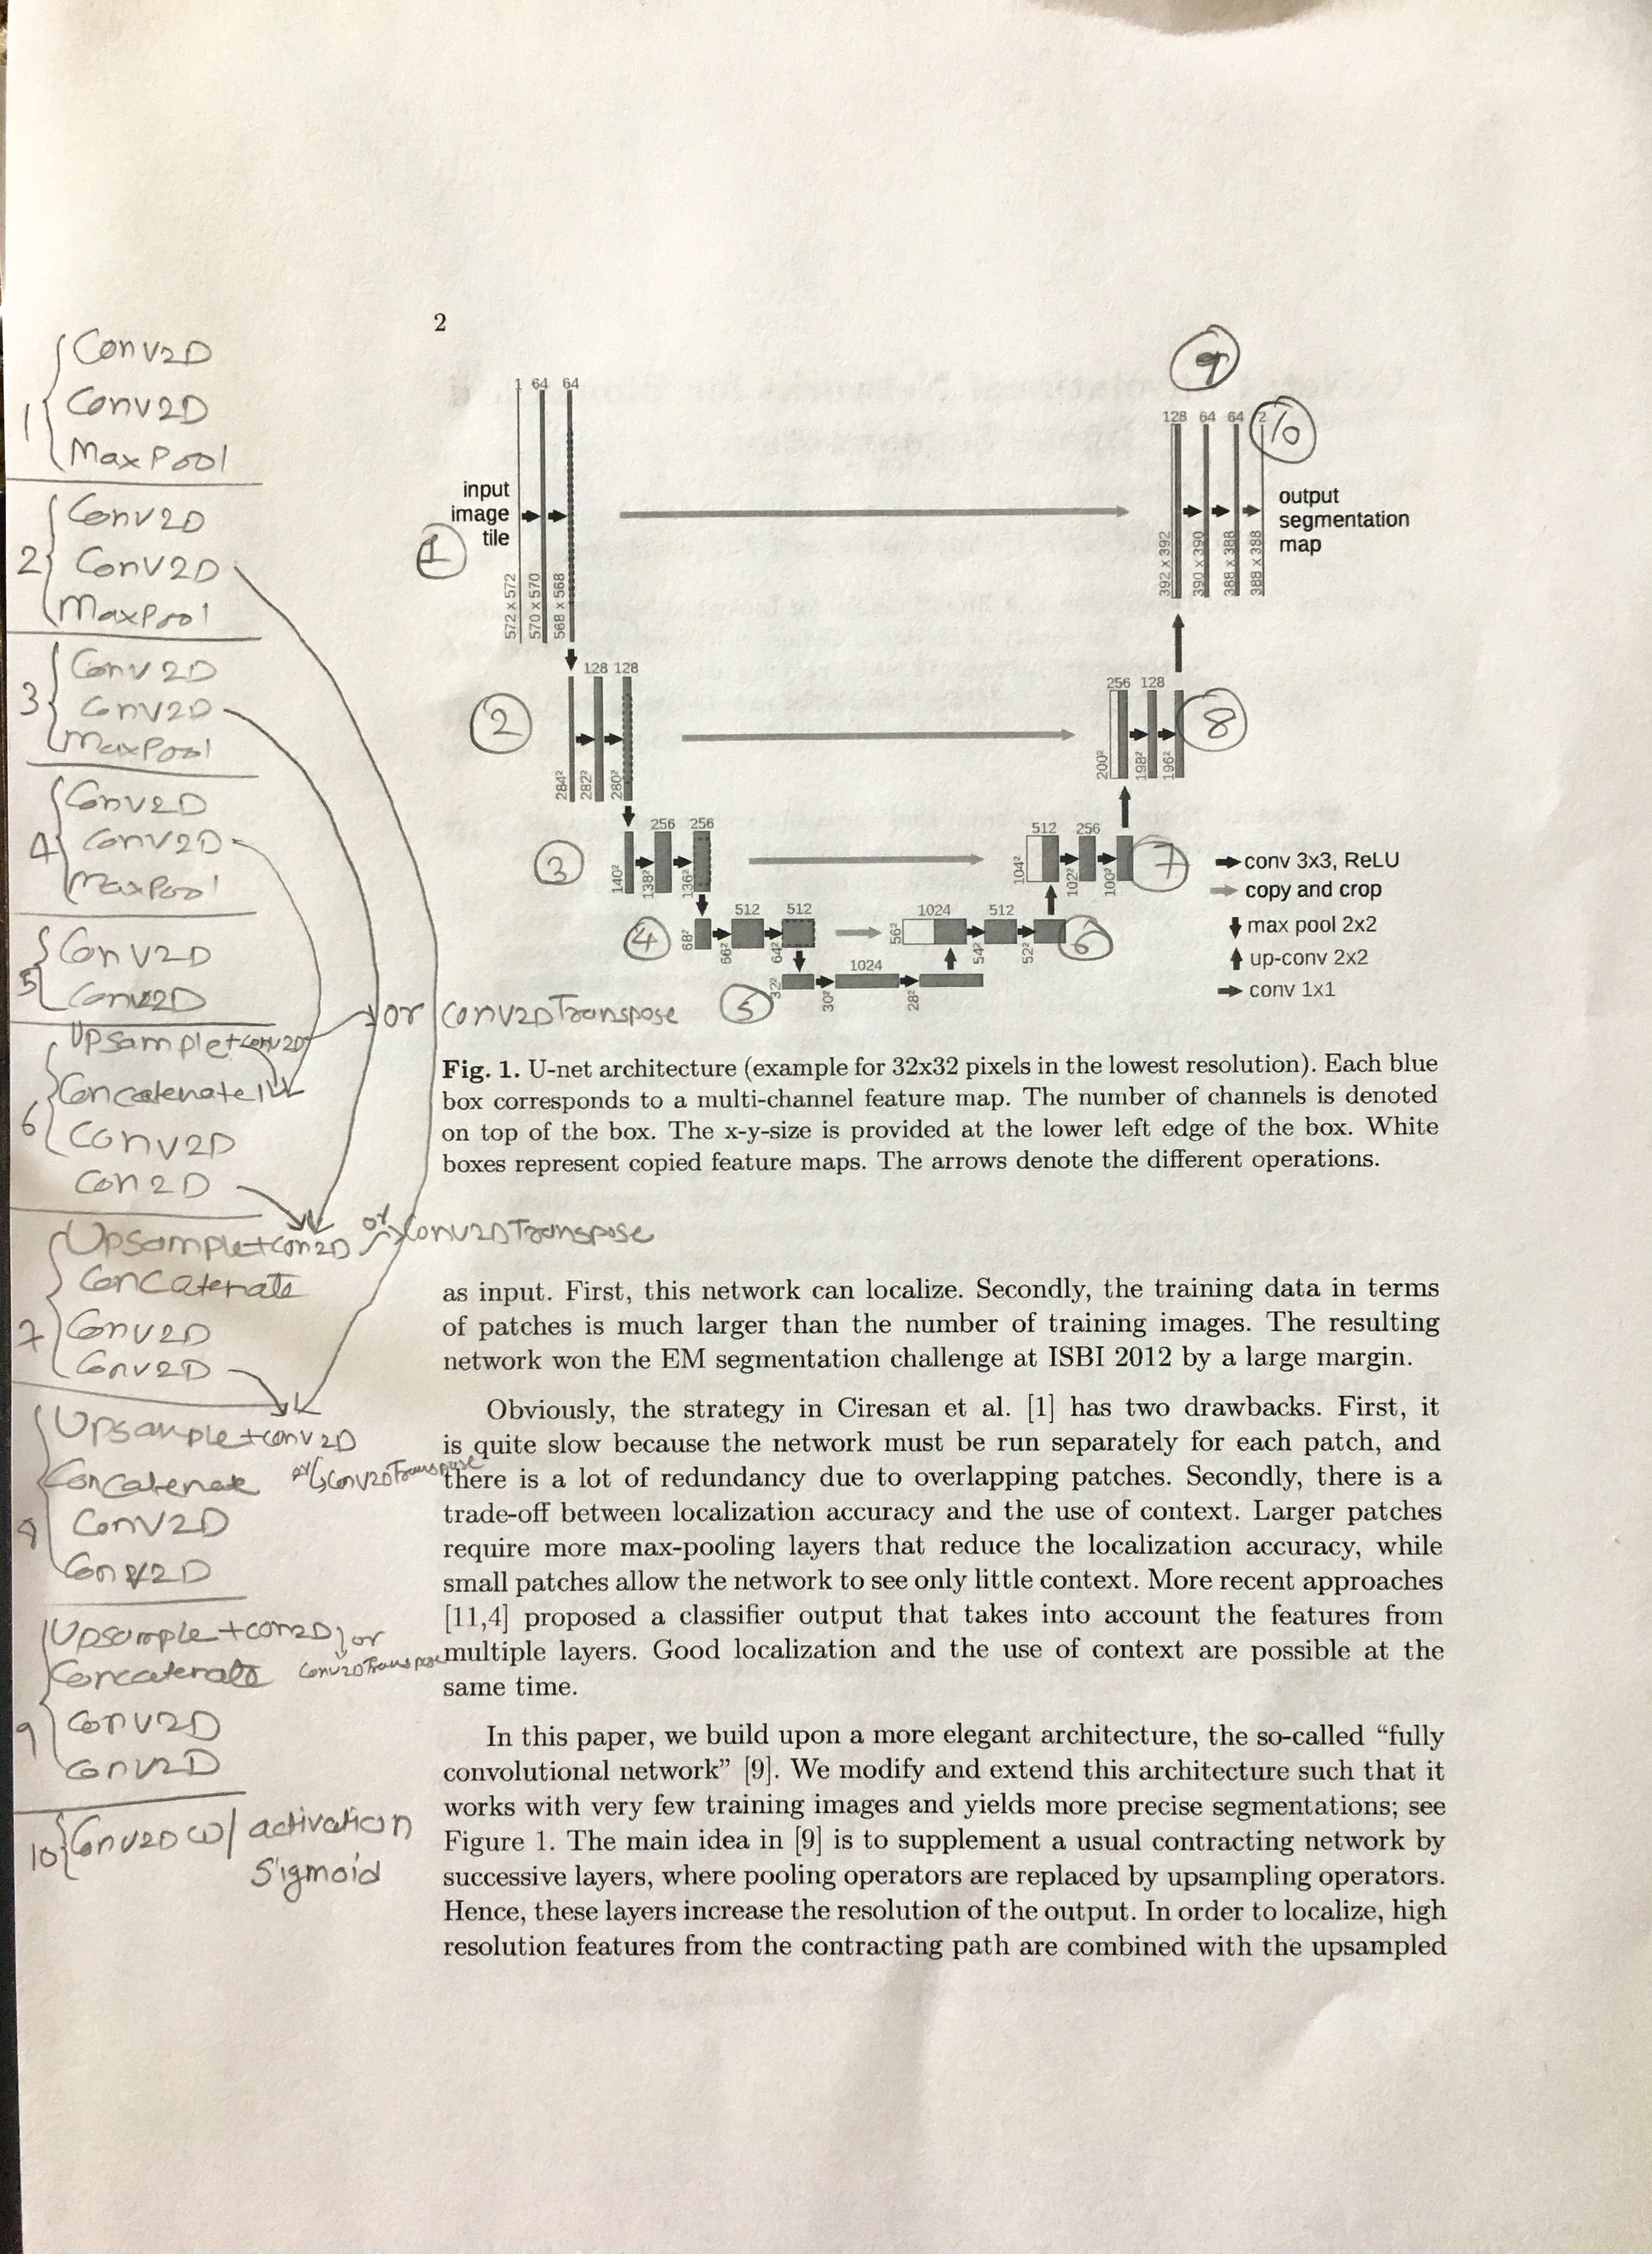 2
Conv2D
Conv2D
MaxPool
1
Conv2D
Conv2D
MaxPool
2
Conv2D
Conv2D
MaxPool
3
Conv2D
Conv2D
MaxPool
4
Conv2D
Conv2D
5
Upsample+Conv2D or Conv2DTranspose
Concatenate
Conv2D
Con2D
6
Upsample+Con2D or Conv2DTranspose
Concatenate
Conv2D
Conv2D
7
Upsample+Conv2D
Concatenate or Conv2DTranspose
Conv2D
Conv2D
8
Upsample+Con2D or
Concatenate Conv2DTranspose
Conv2D
Conv2D
9
10 Conv2D w/ activation
Sigmoid
1 64 64
input
image
tile
1
572 x 572
570 x 570
568 x 568
128 128
2
284²
282²
280²
256 256
3
140²
138²
136²
512 512
4
68²
66²
64²
1024
5
32²
30²
28²
1024 512
6
56²
54²
52²
512 256
7
104²
102²
100²
256 128
8
200²
198²
196²
9
128 64 64 2
10
392 x 392
390 x 390
388 x 388
388 x 388
output
segmentation
map
conv 3x3, ReLU
copy and crop
max pool 2x2
up-conv 2x2
conv 1x1
Fig. 1. U-net architecture (example for 32x32 pixels in the lowest resolution). Each blue
box corresponds to a multi-channel feature map. The number of channels is denoted
on top of the box. The x-y-size is provided at the lower left edge of the box. White
boxes represent copied feature maps. The arrows denote the different operations.
as input. First, this network can localize. Secondly, the training data in terms
of patches is much larger than the number of training images. The resulting
network won the EM segmentation challenge at ISBI 2012 by a large margin.
Obviously, the strategy in Ciresan et al. [1] has two drawbacks. First, it
is quite slow because the network must be run separately for each patch, and
there is a lot of redundancy due to overlapping patches. Secondly, there is a
trade-off between localization accuracy and the use of context. Larger patches
require more max-pooling layers that reduce the localization accuracy, while
small patches allow the network to see only little context. More recent approaches
[11,4] proposed a classifier output that takes into account the features from
multiple layers. Good localization and the use of context are possible at the
same time.
In this paper, we build upon a more elegant architecture, the so-called “fully
convolutional network” [9]. We modify and extend this architecture such that it
works with very few training images and yields more precise segmentations; see
Figure 1. The main idea in [9] is to supplement a usual contracting network by
successive layers, where pooling operators are replaced by upsampling operators.
Hence, these layers increase the resolution of the output. In order to localize, high
resolution features from the contracting path are combined with the upsampled